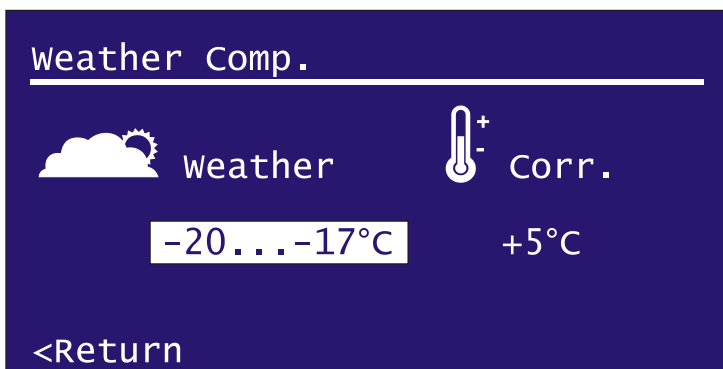 Weather Comp.
+
-
Weather Corr.
-20...-17°C +5°C
<Return